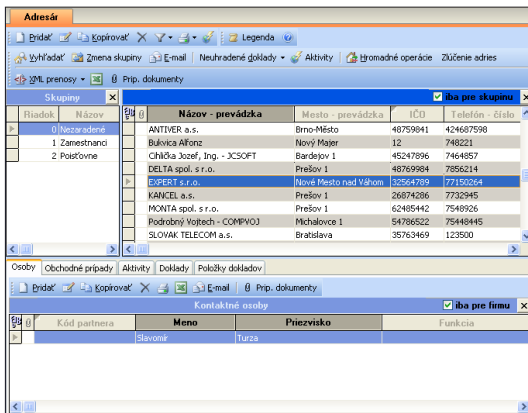 Adresár
Pridať Kopírovať Legenda
Vyhľadať Zmena skupiny E-mail Neuhradené doklady Aktivity Hromadné operácie Zlúčenie adries
XML prenosy Príp. dokumenty
Skupiny
iba pre skupinu
Riadok Názov
0 Nezaradené
1 Zamestnanci
2 Poisťovne
Názov - prevádzka Mesto - prevádzka IČO Telefón - číslo
ANTIVER a.s. Brno-Město 48759841 424687598
Bukvica Alfonz Nový Majer 12 748221
Cihlička Jozef, Ing. - JCSOFT Bardejov 1 45247896 7464857
DELTA spol. s r.o. Prešov 1 48769984 7856214
EXPERT s.r.o. Nové Mesto nad Váhom 32564789 77150264
KANCEL a.s. Prešov 1 26874286 7732945
MONTA spol. s r.o. Prešov 1 62485442 7548926
Podrobný Vojtech - COMPVOJ Michalovce 1 54786522 75448445
SLOVAK TELECOM a.s. Bratislava 35763469 123500
Osoby Obchodné prípady Aktivity Doklady Položky dokladov
Pridať Kopírovať E-mail Príp. dokumenty
Kontaktné osoby
iba pre firmu
Kód partnera Meno Priezvisko Funkcia
Slavomír Turza